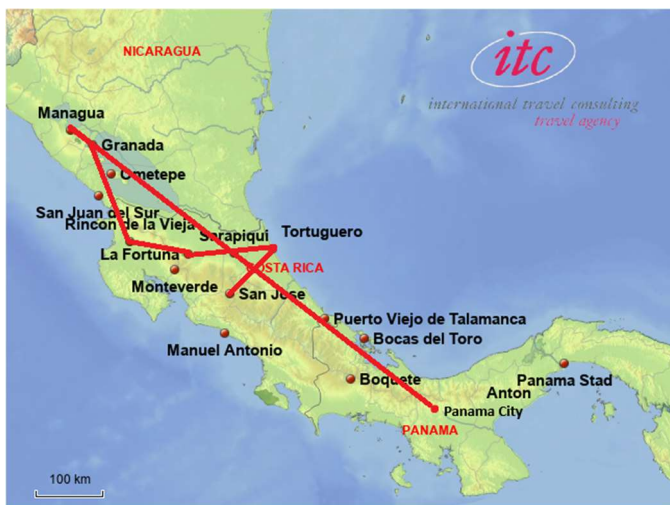 NICARAGUA
itc
international travel consulting
travel agency
Managua
Granada
Ometepe
San Juan del Sur
Rincon de la Vieja
Sarapiqui
Tortuguero
La Fortuna
COSTA RICA
Monteverde
San Jose
Puerto Viejo de Talamanca
Bocas del Toro
Manuel Antonio
Boquete
Panama Stad
Anton
Panama City
PANAMA
100 km